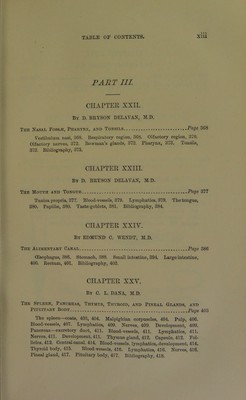 TABLE OF CONTENTS. xiii
PART III.
CHAPTER XXII.
BY D. BRYSON DELAVAN, M.D.
THE NASAL FOSSÆ, PHARYNX, AND TONSILS Page 369
Vestibulum nasi, 369. Respiratory region, 369. Olfactory region, 370.
Olfactory nerves, 372. Bowman's glands, 372. Pharynx, 373. Tonsils,
373. Bibliography, 373.
CHAPTER XXIII.
BY D. BRYSON DELAVAN, M.D.
THE MOUTH AND TONGUE Page 377
Tunica propria, 377. Blood-vessels, 379. Lymphatics, 379. The tongue,
380. Papillæ, 380. Taste-goblets, 381. Bibliography, 384.
CHAPTER XXIV.
BY EDMUND C. WENDT, M.D.
THE ALIMENTARY CANAL Page 386
Œsophagus, 386. Stomach, 388. Small intestine, 394. Large intestine,
400. Rectum, 401. Bibliography, 402.
CHAPTER XXV.
BY C. L. DANA, M.D.
THE SPLEEN, PANCREAS, THYMUS, THYROID, AND PINEAL GLANDS, AND
PITUITARY BODY Page 403
The spleen—coats, 403, 404. Malpighian corpuscles, 404. Pulp, 406.
Blood-vessels, 407. Lymphatics, 408. Nerves, 408. Development, 409.
Pancreas—excretory duct, 411. Blood-vessels, 411. Lymphatics, 411.
Nerves, 411. Development, 411. Thymus gland, 412. Capsule, 412. Follicles, 412. Central canal, 414. Blood-vessels, lymphatics, development, 414.
Thyroid body, 415. Blood-vessels, 416. Lymphatics, 416. Nerves, 416.
Pineal gland, 417. Pituitary body, 417. Bibliography, 418.